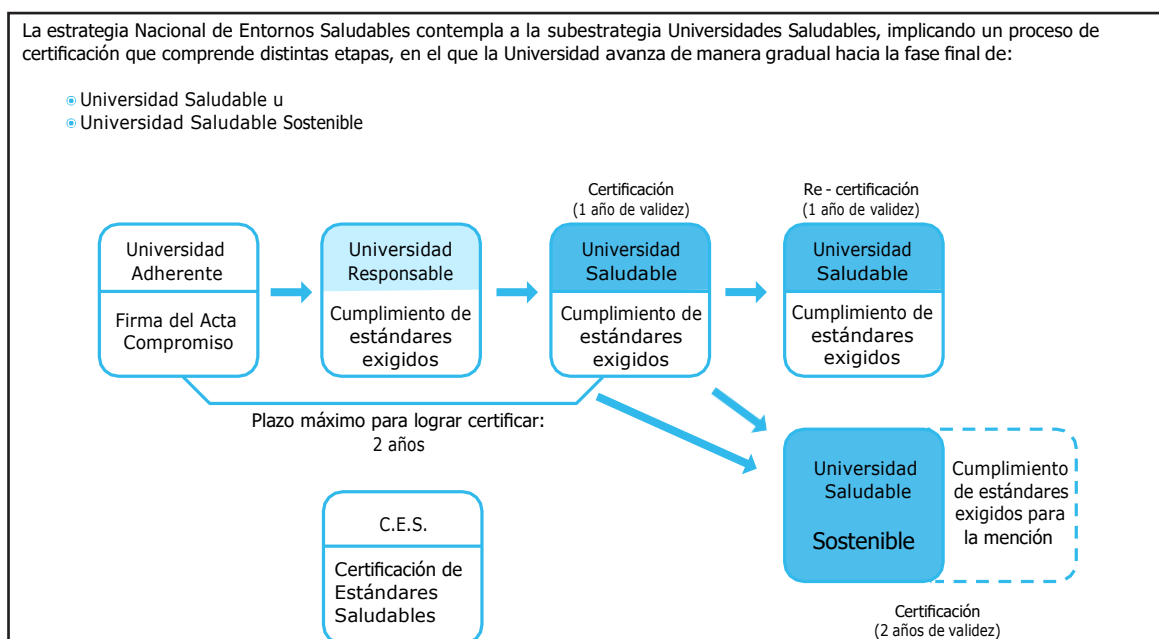 La estrategia Nacional de Entornos Saludables contempla a la subestrategia Universidades Saludables, implicando un proceso de
certificación que comprende distintas etapas, en el que la Universidad avanza de manera gradual hacia la fase final de:
Universidad Saludable u
Universidad Saludable Sostenible
Certificación
(1 año de validez)
Re - certificación
(1 año de validez)
Universidad
Adherente
Firma del Acta
Compromiso
Universidad
Responsable
Cumplimiento de
estándares
exigidos
Universidad
Saludable
Cumplimiento de
estándares
exigidos
Universidad
Saludable
Cumplimiento de
estándares
exigidos
Plazo máximo para lograr certificar:
2 años
C.E.S.
Certificación de
Estándares
Saludables
Universidad
Saludable
Sostenible
Cumplimiento
de estándares
exigidos para
la mención
Certificación
(2 años de validez)